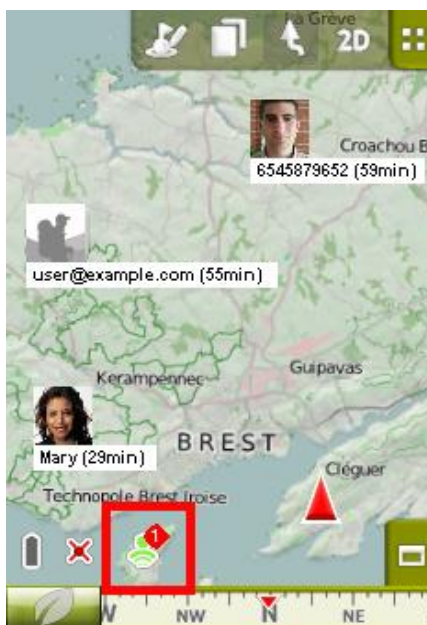 La Grève
2D
Croachou B
6545879652 (59min)
user@example.com (55min)
Guipavas
Kerampennec
Mary (29min)
BREST
Cléguer
Technopole Brest Iroise
1
W NW N NE